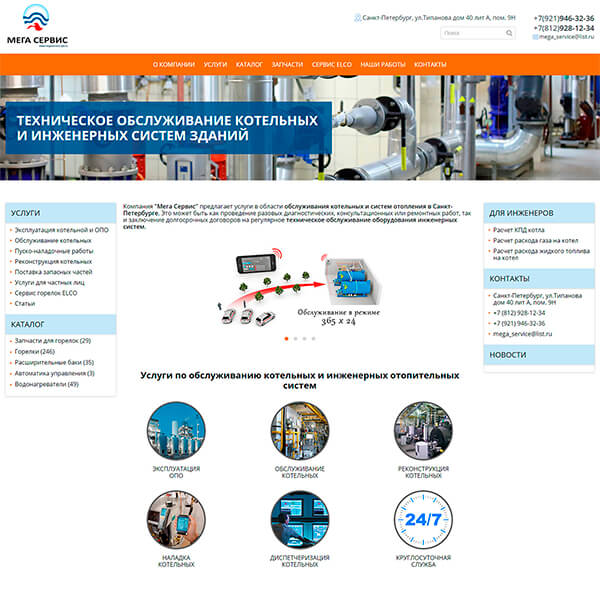 МЕГА СЕРВИС
Санкт-Петербург, ул.Типанова дом 40 лит А, пом. 9Н
+7(921)946-32-36
+7(812)928-12-34
mega_service@list.ru
Поиск
О КОМПАНИИ УСЛУГИ КАТАЛОГ ЗАПЧАСТИ СЕРВИС ELCO НАШИ РАБОТЫ КОНТАКТЫ
ТЕХНИЧЕСКОЕ ОБСЛУЖИВАНИЕ КОТЕЛЬНЫХ
И ИНЖЕНЕРНЫХ СИСТЕМ ЗДАНИЙ
УСЛУГИ
Эксплуатация котельной и ОПО
Обслуживание котельных
Пуско-наладочные работы
Реконструкция котельных
Поставка запасных частей
Услуги для частных лиц
Сервис горелок ELCO
Статьи
КАТАЛОГ
Запчасти для горелок (29)
Горелки (246)
Расширительные баки (35)
Автоматика управления (3)
Водонагреватели (49)
Компания "Мега Сервис" предлагает услуги в области обслуживания котельных и систем отопления в Санкт-
Петербурге. Это может быть как проведение разовых диагностических, консультационных или ремонтных работ, так
и заключение долгосрочных договоров на регулярное техническое обслуживание оборудования инженерных
систем.
Обслуживание в режиме
365 x 24
Услуги по обслуживанию котельных и инженерных отопительных
систем
ЭКСПЛУАТАЦИЯ
ОПО
ОБСЛУЖИВАНИЕ
КОТЕЛЬНЫХ
РЕКОНСТРУКЦИЯ
КОТЕЛЬНЫХ
24/7
НАЛАДКА
КОТЕЛЬНЫХ
ДИСПЕТЧЕРИЗАЦИЯ
КОТЕЛЬНЫХ
КРУГЛОСУТОЧНАЯ
СЛУЖБА
ДЛЯ ИНЖЕНЕРОВ
Расчет КПД котла
Расчет расхода газа на котел
Расчет расхода жидкого топлива
на котел
КОНТАКТЫ
Санкт-Петербург, ул.Типанова
дом 40 лит А, пом. 9Н
+7 (812) 928-12-34
+7 (921) 946-32-36
mega_service@list.ru
НОВОСТИ